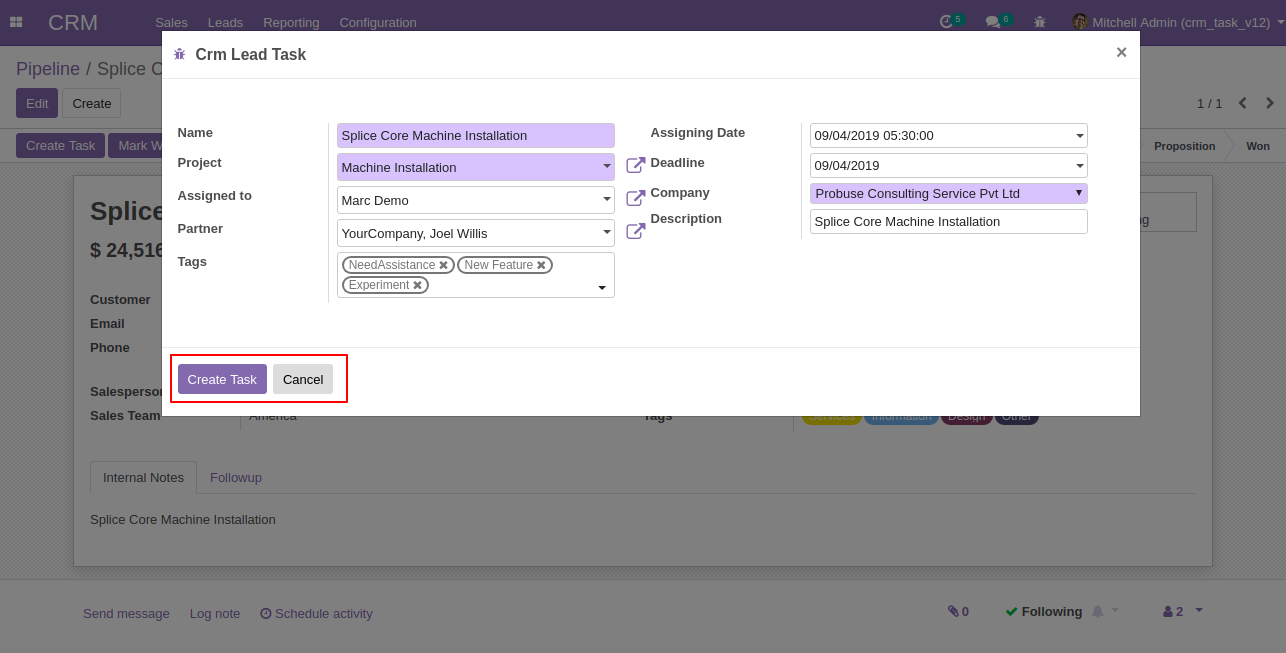 CRM Sales Leads Reporting Configuration 5 6 Mitchell Admin (crm_task_v12)
Crm Lead Task ×
Pipeline / Splice C
Edit Create
1 / 1
Create Task Mark W
Proposition Won
Name Splice Core Machine Installation Assigning Date 09/04/2019 05:30:00
Project Machine Installation Deadline 09/04/2019
Assigned to Marc Demo Company Probuse Consulting Service Pvt Ltd
Partner YourCompany, Joel Willis Description Splice Core Machine Installation
Tags NeedAssistance New Feature
Experiment
Splice
$ 24,516
Customer
Email
Phone
Create Task Cancel
Salesperson
Sales Team America Tags Services Information Design Other
Internal Notes Followup
Splice Core Machine Installation
Send message Log note Schedule activity 0 Following 2